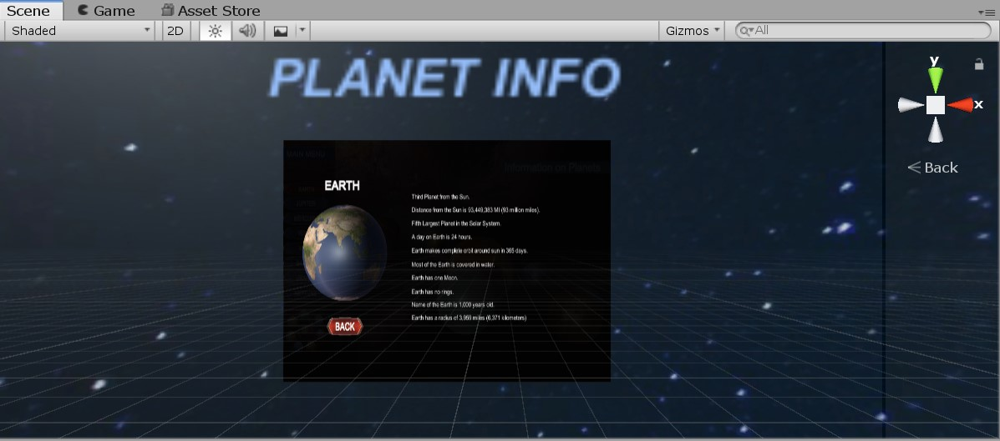 Scene Game Asset Store
Shaded 2D Gizmos All
PLANET INFO
y
x
Back
MAIN MENU
Information on Planets
EARTH
Third Planet from the Sun.
Distance from the Sun is 93,449,383 MI (93 million miles).
Fifth Largest Planet in the Solar System.
A day on Earth is 24 hours.
Earth makes complete orbit around sun in 365 days.
Most of the Earth is covered in water.
Earth has one Moon.
Earth has no rings.
Name of the Earth is 1,000 years old.
Earth has a radius of 3,959 miles (6,371 kilometers)
BACK